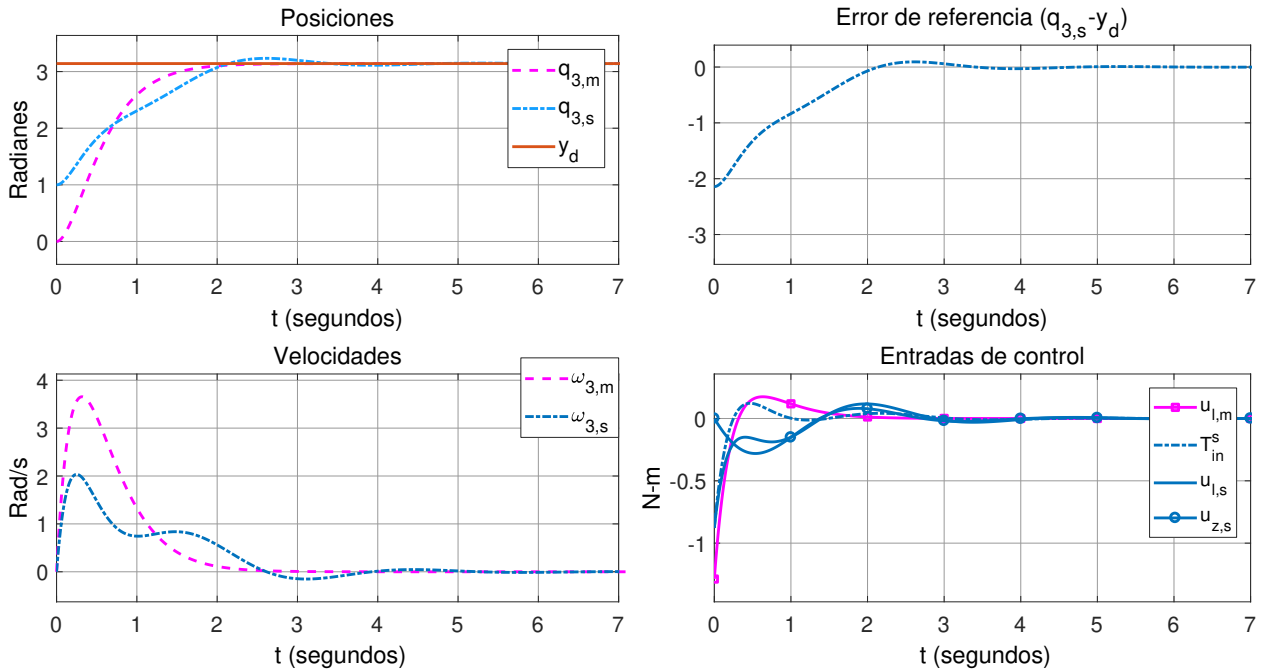 Posiciones
Radianes
3
2
1
0
0 1 2 3 4 5 6 7
t (segundos)
q3,m
q3,s
yd
Error de referencia (q3,s-yd)
0
-1
-2
-3
0 1 2 3 4 5 6 7
t (segundos)
Velocidades
Rad/s
4
3
2
1
0
0 1 2 3 4 5 6 7
t (segundos)
ω3,m
ω3,s
Entradas de control
N-m
0
-0.5
-1
0 1 2 3 4 5 6 7
t (segundos)
ul,m
Tsin
ul,s
uz,s